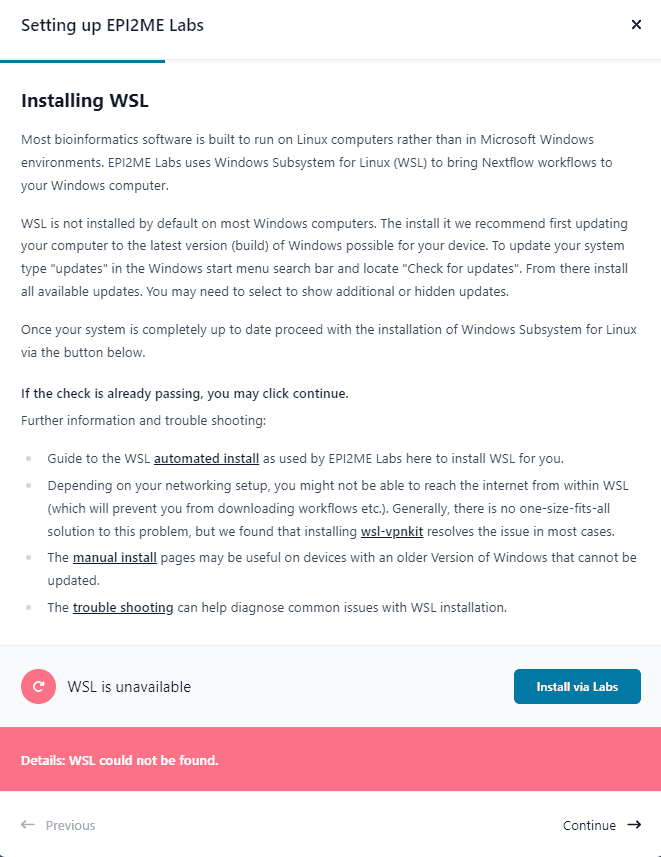 Setting up EPI2ME Labs
Installing WSL
Most bioinformatics software is built to run on Linux computers rather than in Microsoft Windows
environments. EPI2ME Labs uses Windows Subsystem for Linux (WSL) to bring Nextflow workflows to
your Windows computer.
WSL is not installed by default on most Windows computers. The install it we recommend first updating
your computer to the latest version (build) of Windows possible for your device. To update your system
type "updates" in the Windows start menu search bar and locate "Check for updates". From there install
all available updates. You may need to select to show additional or hidden updates.
Once your system is completely up to date proceed with the installation of Windows Subsystem for Linux
via the button below.
If the check is already passing, you may click continue.
Further information and trouble shooting:
Guide to the WSL automated install as used by EPI2ME Labs here to install WSL for you.
Depending on your networking setup, you might not be able to reach the internet from within WSL
(which will prevent you from downloading workflows etc.). Generally, there is no one-size-fits-all
solution to this problem, but we found that installing wsl-vpnkit resolves the issue in most cases.
The manual install pages may be useful on devices with an older Version of Windows that cannot be
updated.
The trouble shooting can help diagnose common issues with WSL installation.
WSL is unavailable
Install via Labs
Details: WSL could not be found.
Previous
Continue